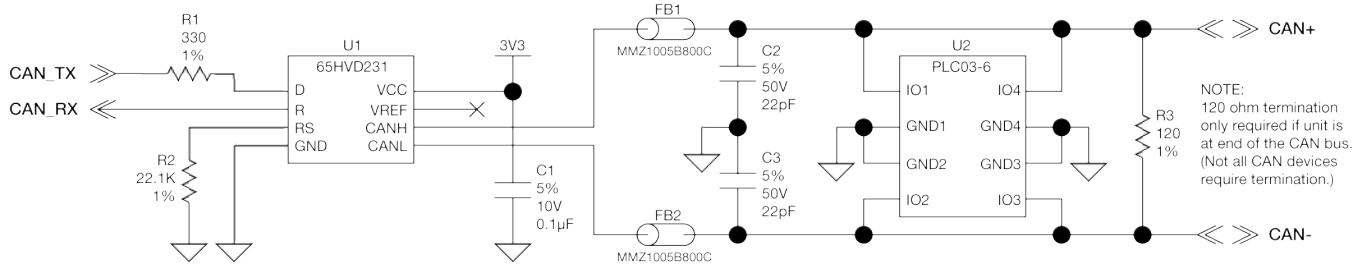 R1
330
1%
CAN_TX
CAN_RX
R2
22.1K
1%
U1
65HVD231
D
R
RS
GND
VCC
VREF
CANH
CANL
3V3
C1
5%
10V
0.1µF
FB1
MMZ1005B800C
FB2
MMZ1005B800C
C2
5%
50V
22pF
C3
5%
50V
22pF
U2
PLC03-6
IO1
GND1
GND2
IO2
IO4
GND4
GND3
IO3
R3
120
1%
CAN+
CAN-
NOTE:
120 ohm termination
only required if unit is
at end of the CAN bus.
(Not all CAN devices
require termination.)